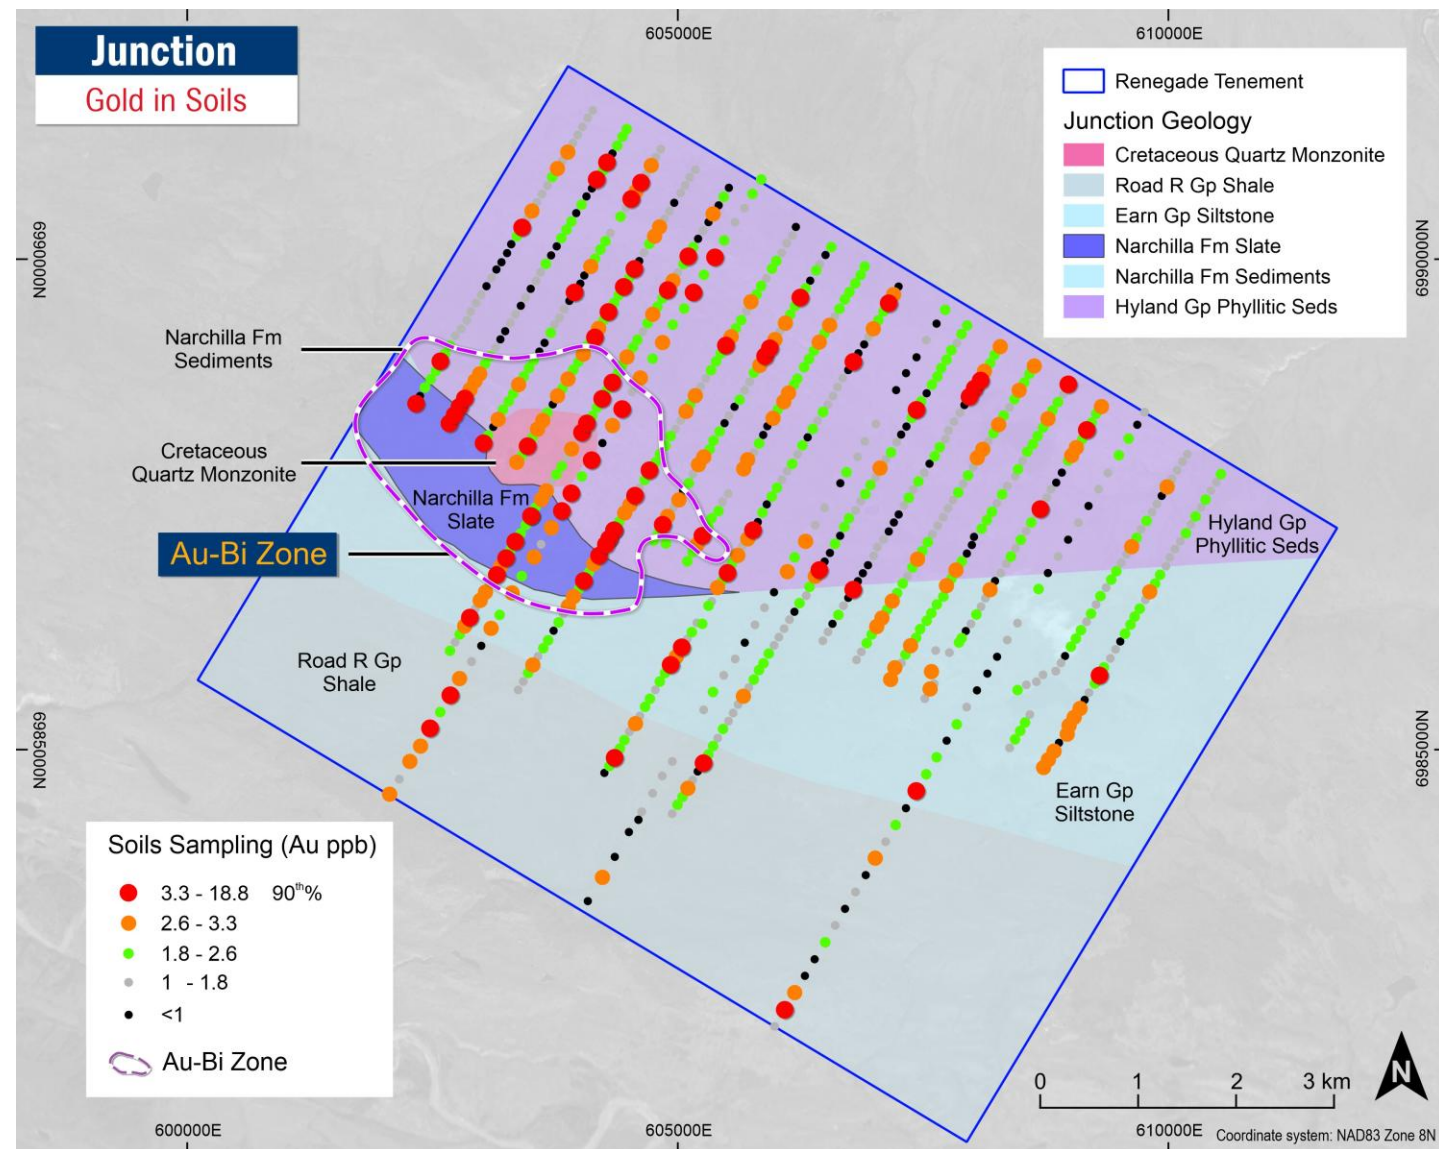 Junction
Gold in Soils
605000E
610000E
Renegade Tenement
Junction Geology
Cretaceous Quartz Monzonite
Road R Gp Shale
Earn Gp Siltstone
Narchilla Fm Slate
Narchilla Fm Sediments
Hyland Gp Phyllitic Seds
6990000N
6990000N
Narchilla Fm
Sediments
Cretaceous
Quartz Monzonite
Narchilla Fm
Slate
Au-Bi Zone
Hyland Gp
Phyllitic Seds
Road R Gp
Shale
6985000N
6985000N
Earn Gp
Siltstone
Soils Sampling (Au ppb)
3.3 - 18.8 90th%
2.6 - 3.3
1.8 - 2.6
1 - 1.8
<1
Au-Bi Zone
0 1 2 3 km
N
600000E
605000E
610000E
Coordinate system: NAD83 Zone 8N